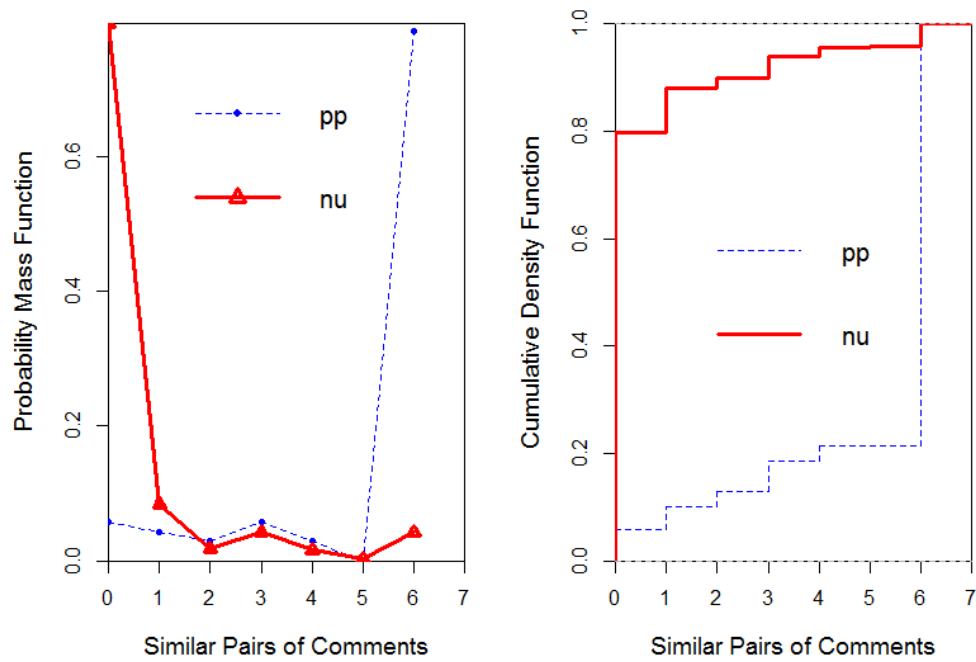 Probability Mass Function
0.0 0.2 0.4 0.6
pp
nu
0 1 2 3 4 5 6 7
Similar Pairs of Comments
Cumulative Density Function
0.0 0.2 0.4 0.6 0.8 1.0
pp
nu
0 1 2 3 4 5 6 7
Similar Pairs of Comments